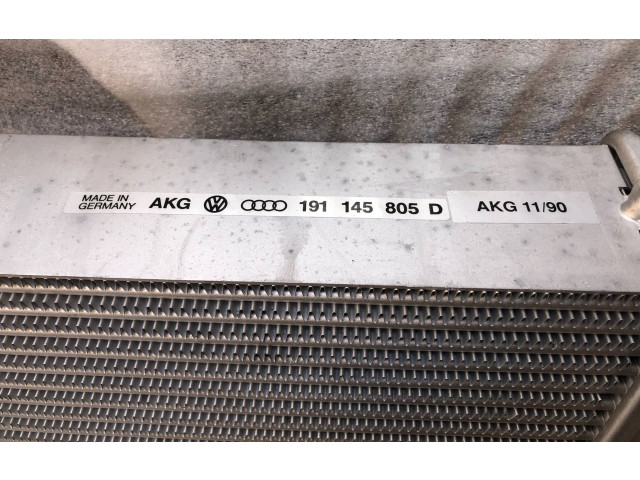 MADE IN
GERMANY
AKG
191 145 805 D
AKG 11/90